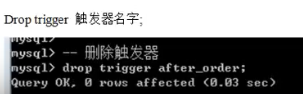 Drop trigger 触发器名字;
mysql>
mysql> -- 删除触发器
mysql> drop trigger after_order;
Query OK, 0 rows affected (0.03 sec)